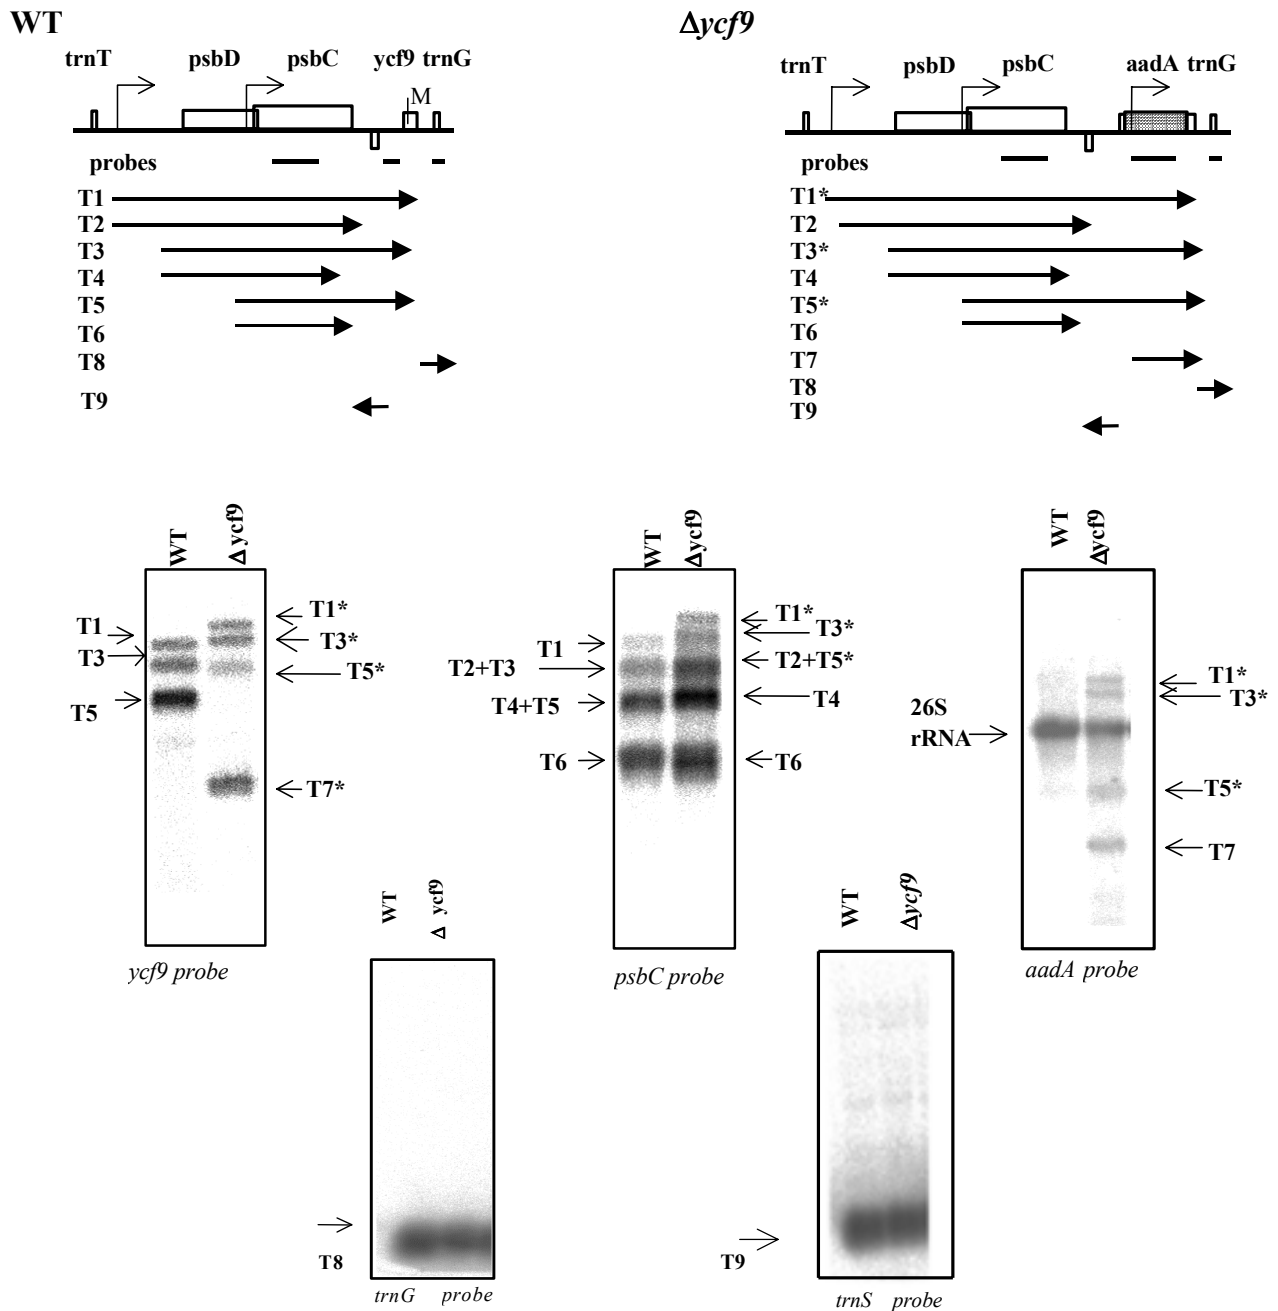 WT
Δycf9
trnT psbD psbC ycf9 trnG
M
trnT psbD psbC aadA trnG
probes
T1
T2
T3
T4
T5
T6
T8
T9
probes
T1*
T2
T3*
T4
T5*
T6
T7
T8
T9
WT Δycf9
T1
T3
T5
T1*
T3*
T5*
T7*
ycf9 probe
WT Δycf9
T1
T2+T3
T4+T5
T6
T1*
T3*
T2+T5*
T4
T6
psbC probe
WT Δycf9
26S
rRNA
T1*
T3*
T5*
T7
aadA probe
WT Δ ycf9
T8
trnG probe
WT Δycf9
T9
trnS probe